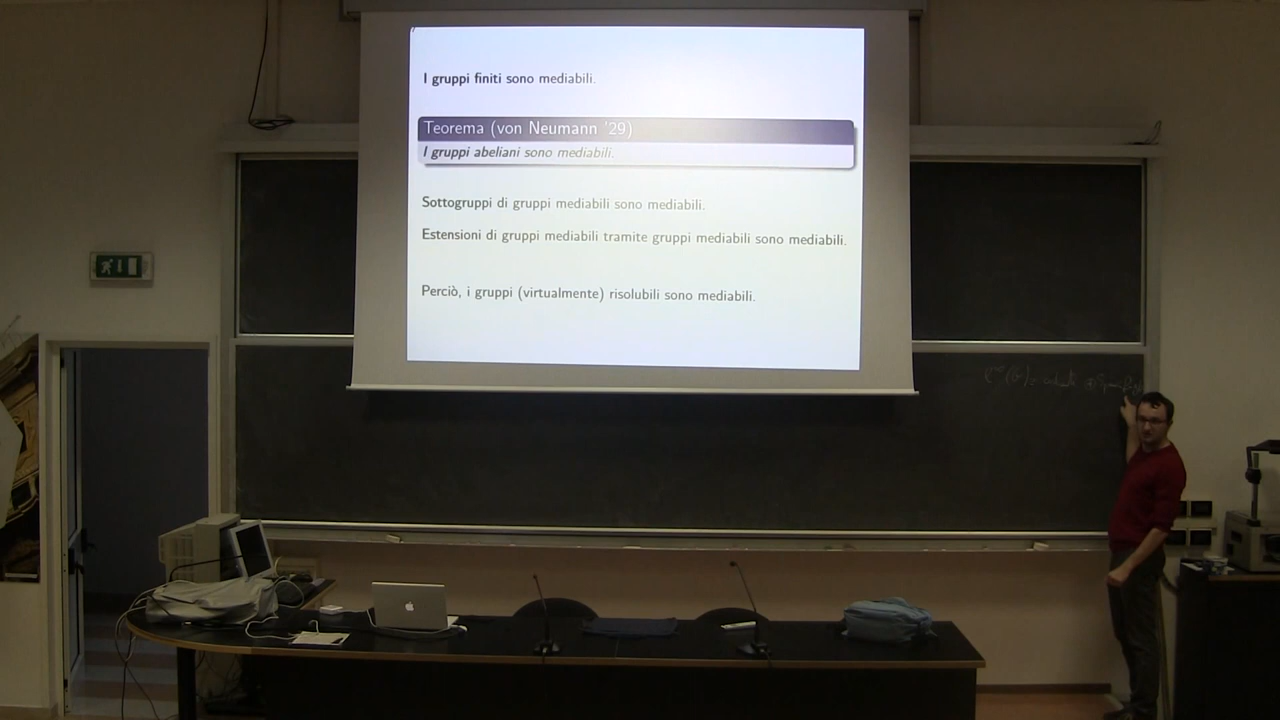 I gruppi finiti sono mediabili.
Teorema (von Neumann '29)
I gruppi abeliani sono mediabili.
Sottogruppi di gruppi mediabili sono mediabili.
Estensioni di gruppi mediabili tramite gruppi mediabili sono mediabili.
Perciò, i gruppi (virtualmente) risolubili sono mediabili.